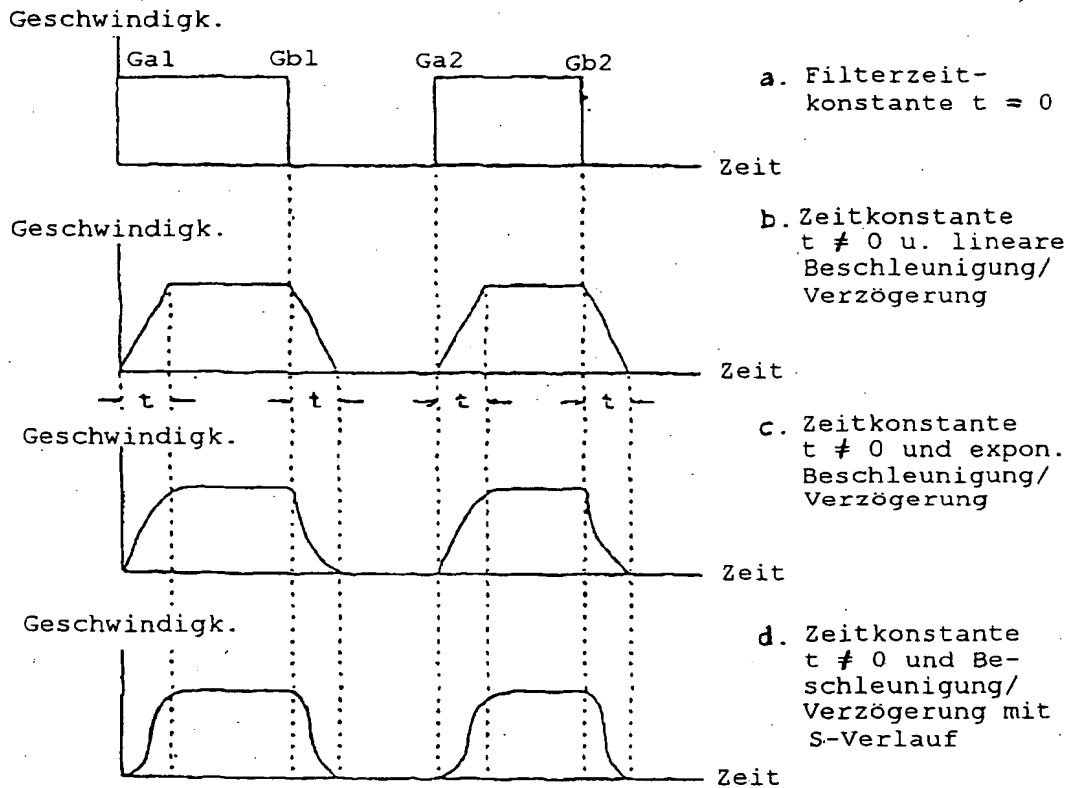 Geschwindigk.
Ga1 Gb1 Ga2 Gb2
a. Filterzeit-
konstante t = 0
Zeit
Geschwindigk.
b. Zeitkonstante
t ≠ 0 u. lineare
Beschleunigung/
Verzögerung
Zeit
t t t t
Geschwindigk.
c. Zeitkonstante
t ≠ 0 und expon.
Beschleunigung/
Verzögerung
Zeit
Geschwindigk.
d. Zeitkonstante
t ≠ 0 und Be-
schleunigung/
Verzögerung mit
S-Verlauf
Zeit